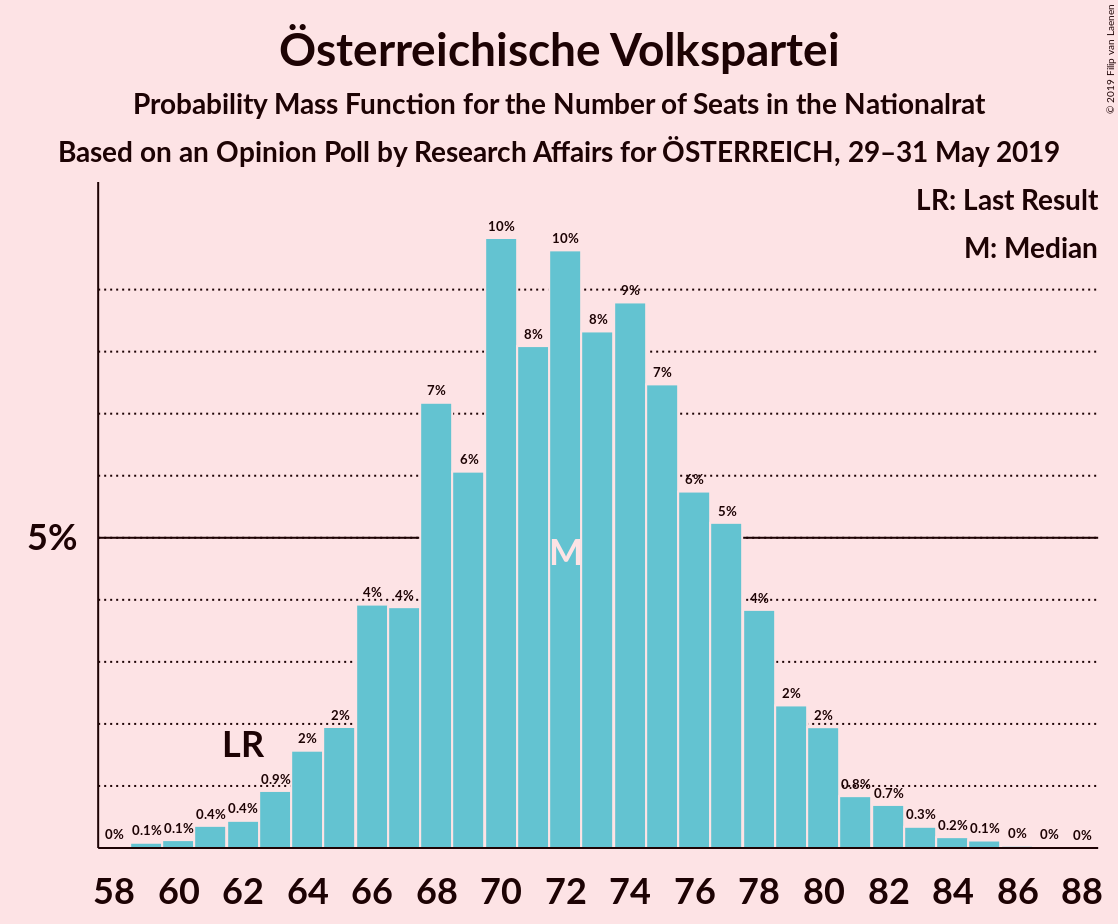 Österreichische Volkspartei
Probability Mass Function for the Number of Seats in the Nationalrat
Based on an Opinion Poll by Research Affairs for ÖSTERREICH, 29–31 May 2019
© 2019 Filip van Laenen
LR: Last Result
M: Median
5%
0% 0.1% 0.1% 0.4% 0.4% 0.9% 2% 2% 4% 4% 7% 6% 10% 8% 10% 8% 9% 7% 6% 5% 4% 2% 2% 0.8% 0.7% 0.3% 0.2% 0.1% 0% 0% 0%
LR
M
58 60 62 64 66 68 70 72 74 76 78 80 82 84 86 88